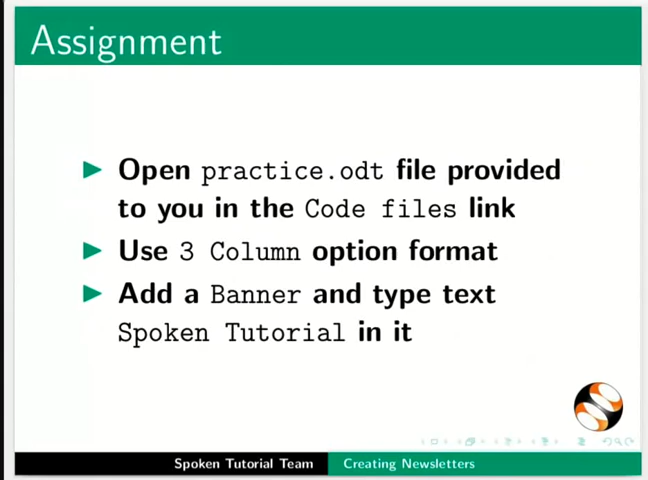 Assignment
Open practice.odt file provided
to you in the Code files link
Use 3 Column option format
Add a Banner and type text
Spoken Tutorial in it
Spoken Tutorial Team
Creating Newsletters